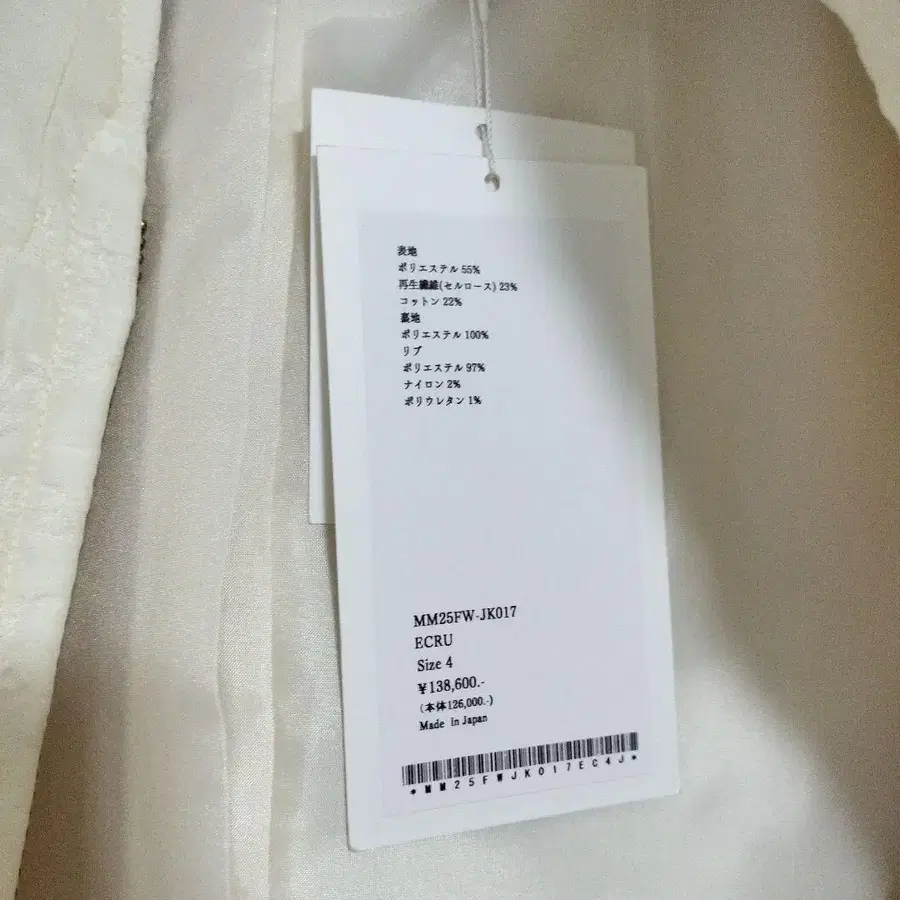 表地
ポリエステル 55%
再生繊維(セルロース) 23%
コットン 22%
裏地
ポリエステル 100%
リブ
ポリエステル 97%
ナイロン 2%
ポリウレタン 1%
MM25FW-JK017
ECRU
Size 4
¥138,600.-
(本体126,000.-)
Made in Japan
*MM25FWJK017EC4J*